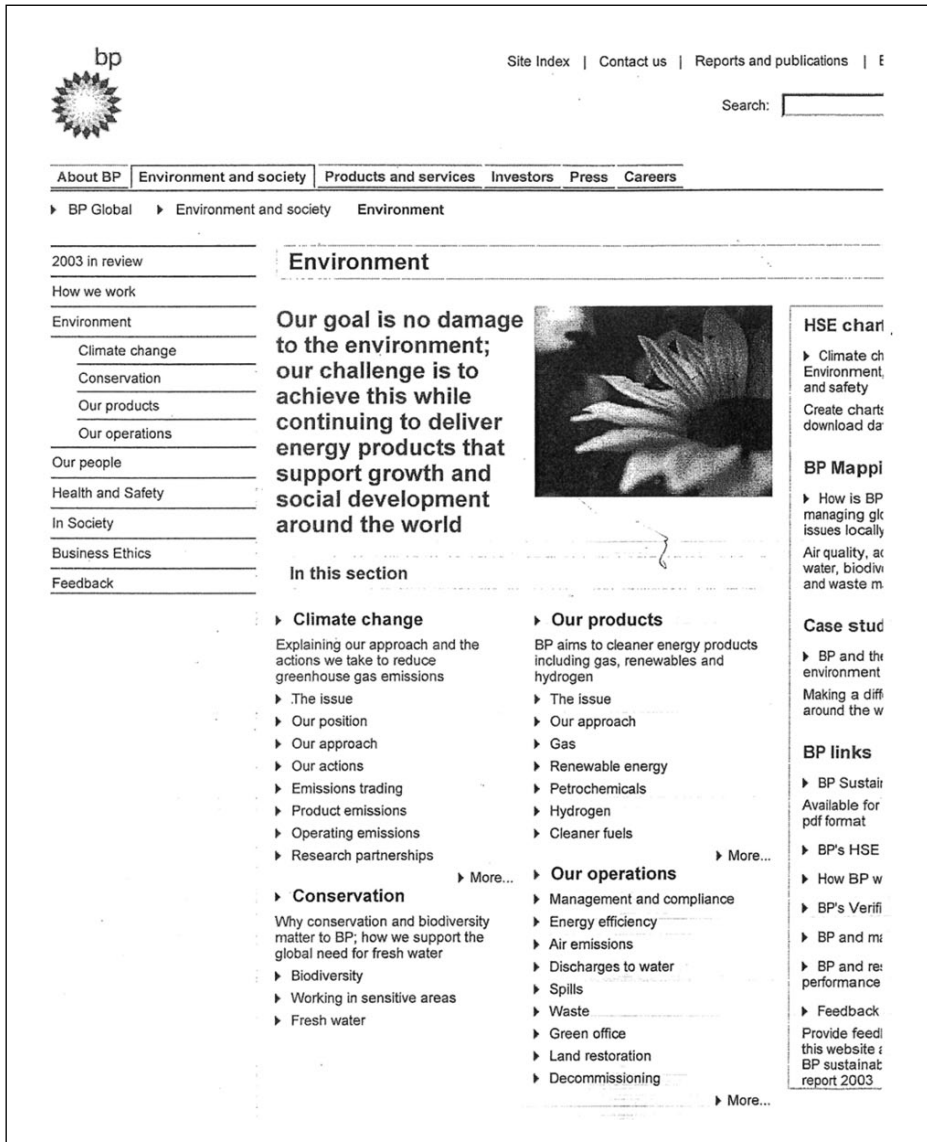 bp
Site Index | Contact us | Reports and publications |
Search:
About BP Environment and society Products and services Investors Press Careers
BP Global Environment and society Environment
2003 in review
How we work
Environment
Climate change
Conservation
Our products
Our operations
Our people
Health and Safety
In Society
Business Ethics
Feedback
Environment
Our goal is no damage
to the environment;
our challenge is to
achieve this while
continuing to deliver
energy products that
support growth and
social development
around the world
In this section
Climate change
Explaining our approach and the
actions we take to reduce
greenhouse gas emissions
The issue
Our position
Our approach
Our actions
Emissions trading
Product emissions
Operating emissions
Research partnerships
More...
Conservation
Why conservation and biodiversity
matter to BP; how we support the
global need for fresh water
Biodiversity
Working in sensitive areas
Fresh water
Our products
BP aims to cleaner energy products
including gas, renewables and
hydrogen
The issue
Our approach
Gas
Renewable energy
Petrochemicals
Hydrogen
Cleaner fuels
More...
Our operations
Management and compliance
Energy efficiency
Air emissions
Discharges to water
Spills
Waste
Green office
Land restoration
Decommissioning
More...
HSE
Climate
Environment,
and safety
Create
download
BP
How is BP
managing
issues locally
Air quality,
water,
and waste
Case
BP and
environment
Making a
around the
BP links
BP
Available for
pdf format
BP's HSE
How BP
BP's
BP and
BP and
performance
Feedback
Provide
this website
BP
report 2003